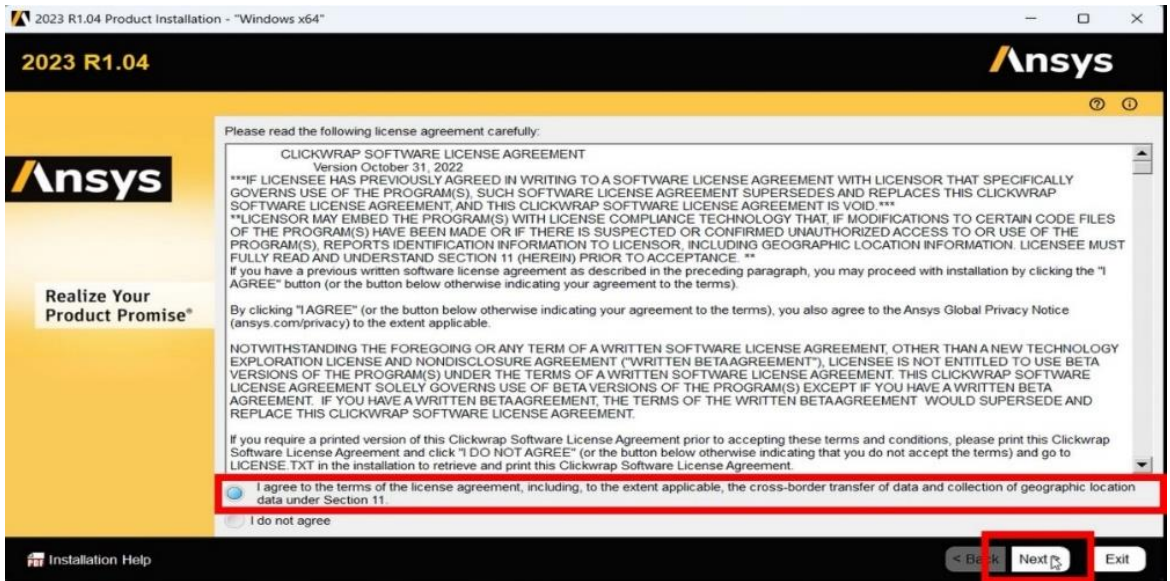 2023 R1.04 Product Installation - "Windows x64"
2023 R1.04
Ansys
Ansys
Realize Your
Product Promise®
Please read the following license agreement carefully:
CLICKWRAP SOFTWARE LICENSE AGREEMENT
Version October 31, 2022
***IF LICENSEE HAS PREVIOUSLY AGREED IN WRITING TO A SOFTWARE LICENSE AGREEMENT WITH LICENSOR THAT SPECIFICALLY
GOVERNS USE OF THE PROGRAM(S), SUCH SOFTWARE LICENSE AGREEMENT SUPERSEDES AND REPLACES THIS CLICKWRAP
SOFTWARE LICENSE AGREEMENT, AND THIS CLICKWRAP SOFTWARE LICENSE AGREEMENT IS VOID.***
**LICENSOR MAY EMBED THE PROGRAM(S) WITH LICENSE COMPLIANCE TECHNOLOGY THAT, IF MODIFICATIONS TO CERTAIN CODE FILES
OF THE PROGRAM(S) HAVE BEEN MADE OR IF THERE IS SUSPECTED OR CONFIRMED UNAUTHORIZED ACCESS TO OR USE OF THE
PROGRAM(S), REPORTS IDENTIFICATION INFORMATION TO LICENSOR, INCLUDING GEOGRAPHIC LOCATION INFORMATION. LICENSEE MUST
FULLY READ AND UNDERSTAND SECTION 11 (HEREIN) PRIOR TO ACCEPTANCE. **
If you have a previous written software license agreement as described in the preceding paragraph, you may proceed with installation by clicking the "I
AGREE" button (or the button below otherwise indicating your agreement to the terms).
By clicking "I AGREE" (or the button below otherwise indicating your agreement to the terms), you also agree to the Ansys Global Privacy Notice
(ansys.com/privacy) to the extent applicable.
NOTWITHSTANDING THE FOREGOING OR ANY TERM OF A WRITTEN SOFTWARE LICENSE AGREEMENT, OTHER THAN A NEW TECHNOLOGY
EXPLORATION LICENSE AND NONDISCLOSURE AGREEMENT ("WRITTEN BETA AGREEMENT"), LICENSEE IS NOT ENTITLED TO USE BETA
VERSIONS OF THE PROGRAM(S) UNDER THE TERMS OF A WRITTEN SOFTWARE LICENSE AGREEMENT. THIS CLICKWRAP SOFTWARE
LICENSE AGREEMENT SOLELY GOVERNS USE OF BETA VERSIONS OF THE PROGRAM(S) EXCEPT IF YOU HAVE A WRITTEN BETA
AGREEMENT. IF YOU HAVE A WRITTEN BETA AGREEMENT, THE TERMS OF THE WRITTEN BETA AGREEMENT WOULD SUPERSEDE AND
REPLACE THIS CLICKWRAP SOFTWARE LICENSE AGREEMENT.
If you require a printed version of this Clickwrap Software License Agreement prior to accepting these terms and conditions, please print this Clickwrap
Software License Agreement and click "I DO NOT AGREE" (or the button below otherwise indicating that you do not accept the terms) and go to
LICENSE.TXT in the installation to retrieve and print this Clickwrap Software License Agreement.
I agree to the terms of the license agreement, including, to the extent applicable, the cross-border transfer of data and collection of geographic location
data under Section 11.
I do not agree
Installation Help
< Back
Next >
Exit